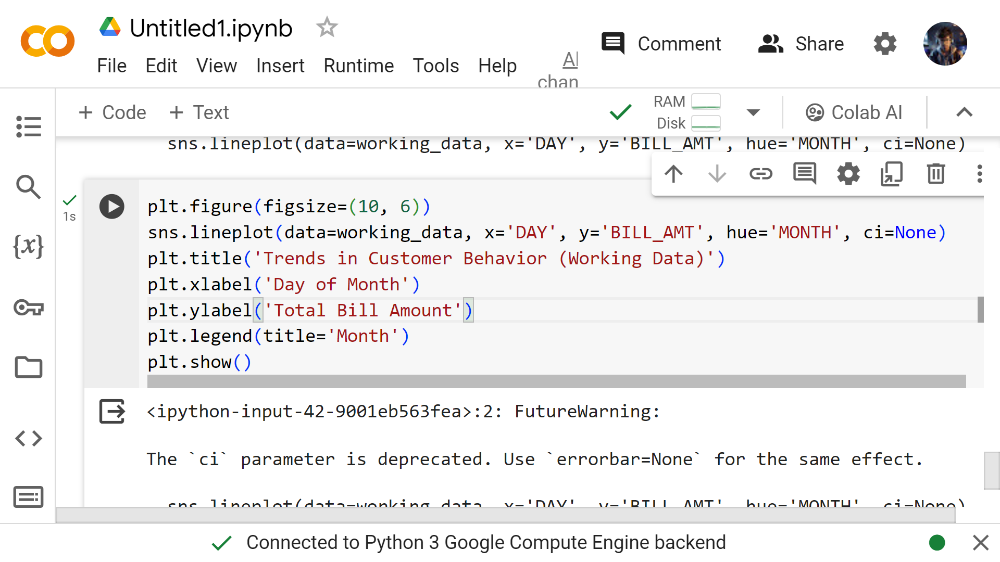 Untitled1.ipynb
File Edit View Insert Runtime Tools Help
Comment
Share
+ Code + Text
RAM
Disk
Colab AI
sns.lineplot(data=working_data, x='DAY', y='BILL_AMT', hue='MONTH', ci=None)
1s
plt.figure(figsize=(10, 6))
sns.lineplot(data=working_data, x='DAY', y='BILL_AMT', hue='MONTH', ci=None)
plt.title('Trends in Customer Behavior (Working Data)')
plt.xlabel('Day of Month')
plt.ylabel('Total Bill Amount')
plt.legend(title='Month')
plt.show()
<ipython-input-42-9001eb563fea>:2: FutureWarning:
The `ci` parameter is deprecated. Use `errorbar=None` for the same effect.
sns.lineplot(data=working_data, x='DAY', y='BILL_AMT', hue='MONTH', ci=None)
{x}
Connected to Python 3 Google Compute Engine backend